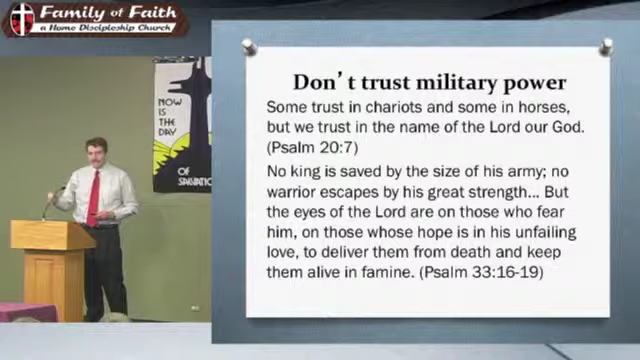 Family of Faith
a Home Discipleship Church
NOW
IS
THE
DAY
OF
SALVATION
Don't trust military power
Some trust in chariots and some in horses,
but we trust in the name of the Lord our God.
(Psalm 20:7)
No king is saved by the size of his army; no
warrior escapes by his great strength... But
the eyes of the Lord are on those who fear
him, on those whose hope is in his unfailing
love, to deliver them from death and keep
them alive in famine. (Psalm 33:16-19)